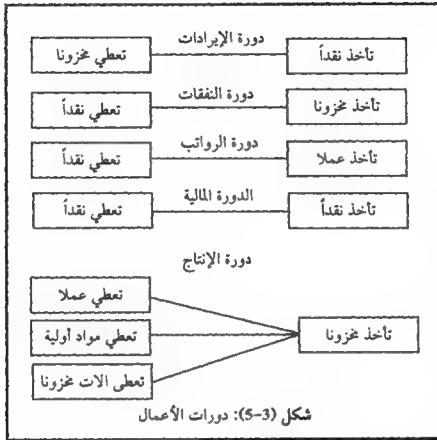 دورة الإيرادات
تأخذ نقداً تعطي مخزونا
دورة النفقات
تأخذ مخزونا تعطي نقداً
دورة الرواتب
تأخذ عملا تعطي نقداً
الدورة المالية
تأخذ نقداً تعطي نقداً
دورة الإنتاج
تعطي عملا
تأخذ مخزونا تعطي مواد أولية
تعطى الات مخزونا
شكل (3-5): دورات الأعمال